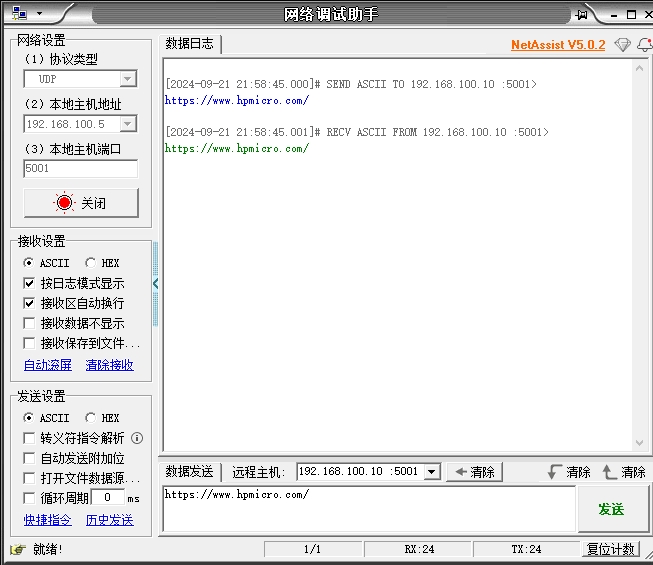 网络调试助手
网络设置
(1) 协议类型
UDP
(2) 本地主机地址
192.168.100.5
(3) 本地主机端口
5001
关闭
接收设置
ASCII HEX
按日志模式显示
接收区自动换行
接收数据不显示
接收保存到文件...
自动滚屏 清除接收
发送设置
ASCII HEX
转义符指令解析
自动发送附加位
打开文件数据源...
循环周期 0 ms
快捷指令 历史发送
数据日志
NetAssist V5.0.2
[2024-09-21 21:58:45.000]# SEND ASCII TO 192.168.100.10 :5001>
https://www.hpmicro.com/
[2024-09-21 21:58:45.001]# RECV ASCII FROM 192.168.100.10 :5001>
https://www.hpmicro.com/
数据发送 远程主机: 192.168.100.10 :5001 清除 清除 清除
https://www.hpmicro.com/
发送
就绪! 1/1 RX:24 TX:24 复位计数